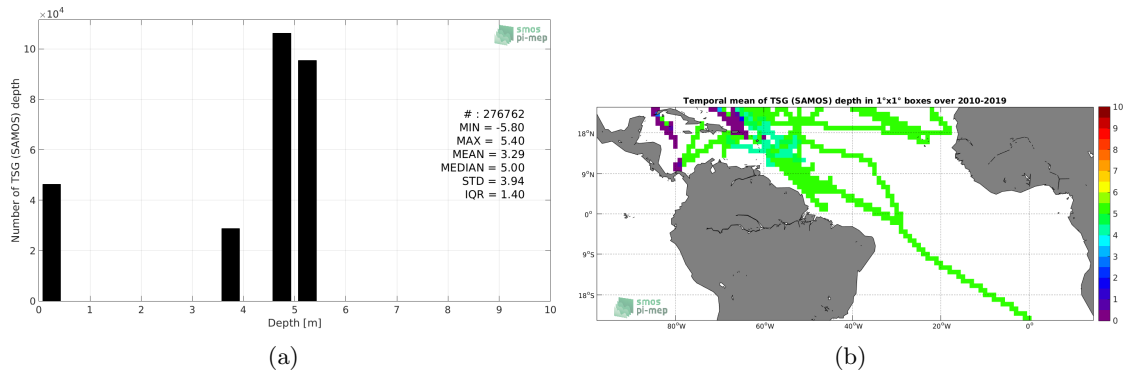 ×10⁴
10
8
6
4
2
0
Number of TSG (SAMOS) depth
0 1 2 3 4 5 6 7 8 9 10
Depth [m]
smos
pi-mep
# : 276762
MIN = -5.80
MAX = 5.40
MEAN = 3.29
MEDIAN = 5.00
STD = 3.94
IQR = 1.40
(a)
Temporal mean of TSG (SAMOS) depth in 1°x1° boxes over 2010-2019
18°N
9°N
0°
9°S
18°S
80°W 60°W 40°W 20°W 0°
smos
pi-mep
10
9
8
7
6
5
4
3
2
1
0
(b)